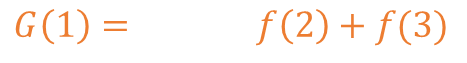 G(1) = f(2) + f(3)